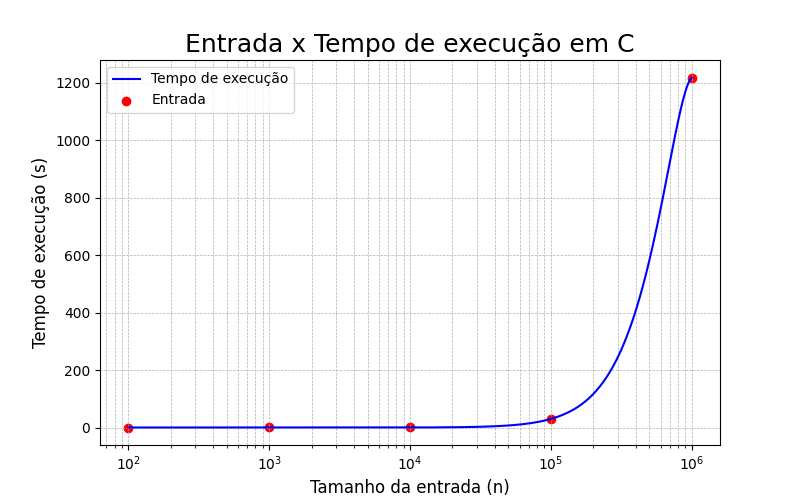 Entrada x Tempo de execução em C
Tempo de execução
Entrada
Tempo de execução (s)
1200
1000
800
600
400
200
0
10² 10³ 10⁴ 10⁵ 10⁶
Tamanho da entrada (n)